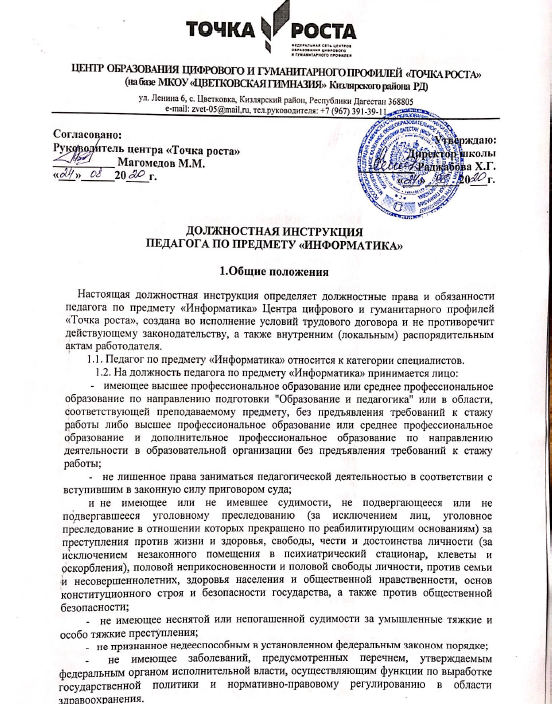 ТОЧКА РОСТА
ФЕДЕРАЛЬНАЯ СЕТЬ ЦЕНТРОВ
ОБРАЗОВАНИЯ ЦИФРОВОГО
И ГУМАНИТАРНОГО ПРОФИЛЕЙ
ЦЕНТР ОБРАЗОВАНИЯ ЦИФРОВОГО И ГУМАНИТАРНОГО ПРОФИЛЕЙ «ТОЧКА РОСТА»
(на базе МКОУ «ЦВЕТКОВСКАЯ ГИМНАЗИЯ» Кизлярского района РД)
ул. Ленина 6, с. Цветковка, Кизлярский район, Республики Дагестан 368805
e-mail: zvet-05@mail.ru, тел.руководителя: +7 (967) 391-39-11
Согласовано:
Руководитель центра «Точка роста»
Магомедов М.М.
«24» 08 2020 г.
Утверждаю:
Директор школы
Раджабова Х.Г.
2020 г.
ДОЛЖНОСТНАЯ ИНСТРУКЦИЯ
ПЕДАГОГА ПО ПРЕДМЕТУ «ИНФОРМАТИКА»
1.Общие положения
Настоящая должностная инструкция определяет должностные права и обязанности
педагога по предмету «Информатика» Центра цифрового и гуманитарного профилей
«Точка роста», создана во исполнение условий трудового договора и не противоречит
действующему законодательству, а также внутренним (локальным) распорядительным
актам работодателя.
1.1. Педагог по предмету «Информатика» относится к категории специалистов.
1.2. На должность педагога по предмету «Информатика» принимается лицо:
- имеющее высшее профессиональное образование или среднее профессиональное
образование по направлению подготовки "Образование и педагогика" или в области,
соответствующей преподаваемому предмету, без предъявления требований к стажу
работы либо высшее профессиональное образование или среднее профессиональное
образование и дополнительное профессиональное образование по направлению
деятельности в образовательной организации без предъявления требований к стажу
работы;
- не лишенное права заниматься педагогической деятельностью в соответствии с
вступившим в законную силу приговором суда;
и не имеющее или не имевшее судимости, не подвергающееся или не
подвергавшееся уголовному преследованию (за исключением лиц, уголовное
преследование в отношении которых прекращено по реабилитирующим основаниям) за
преступления против жизни и здоровья, свободы, чести и достоинства личности (за
исключением незаконного помещения в психиатрический стационар, клеветы и
оскорбления), половой неприкосновенности и половой свободы личности, против семьи
и несовершеннолетних, здоровья населения и общественной нравственности, основ
конституционного строя и безопасности государства, а также против общественной
безопасности;
- не имеющее неснятой или непогашенной судимости за умышленные тяжкие и
особо тяжкие преступления;
- не признанное недееспособным в установленном федеральным законом порядке;
- не имеющее заболеваний, предусмотренных перечнем, утверждаемым
федеральным органом исполнительной власти, осуществляющим функции по выработке
государственной политики и нормативно-правовому регулированию в области
здравоохранения.